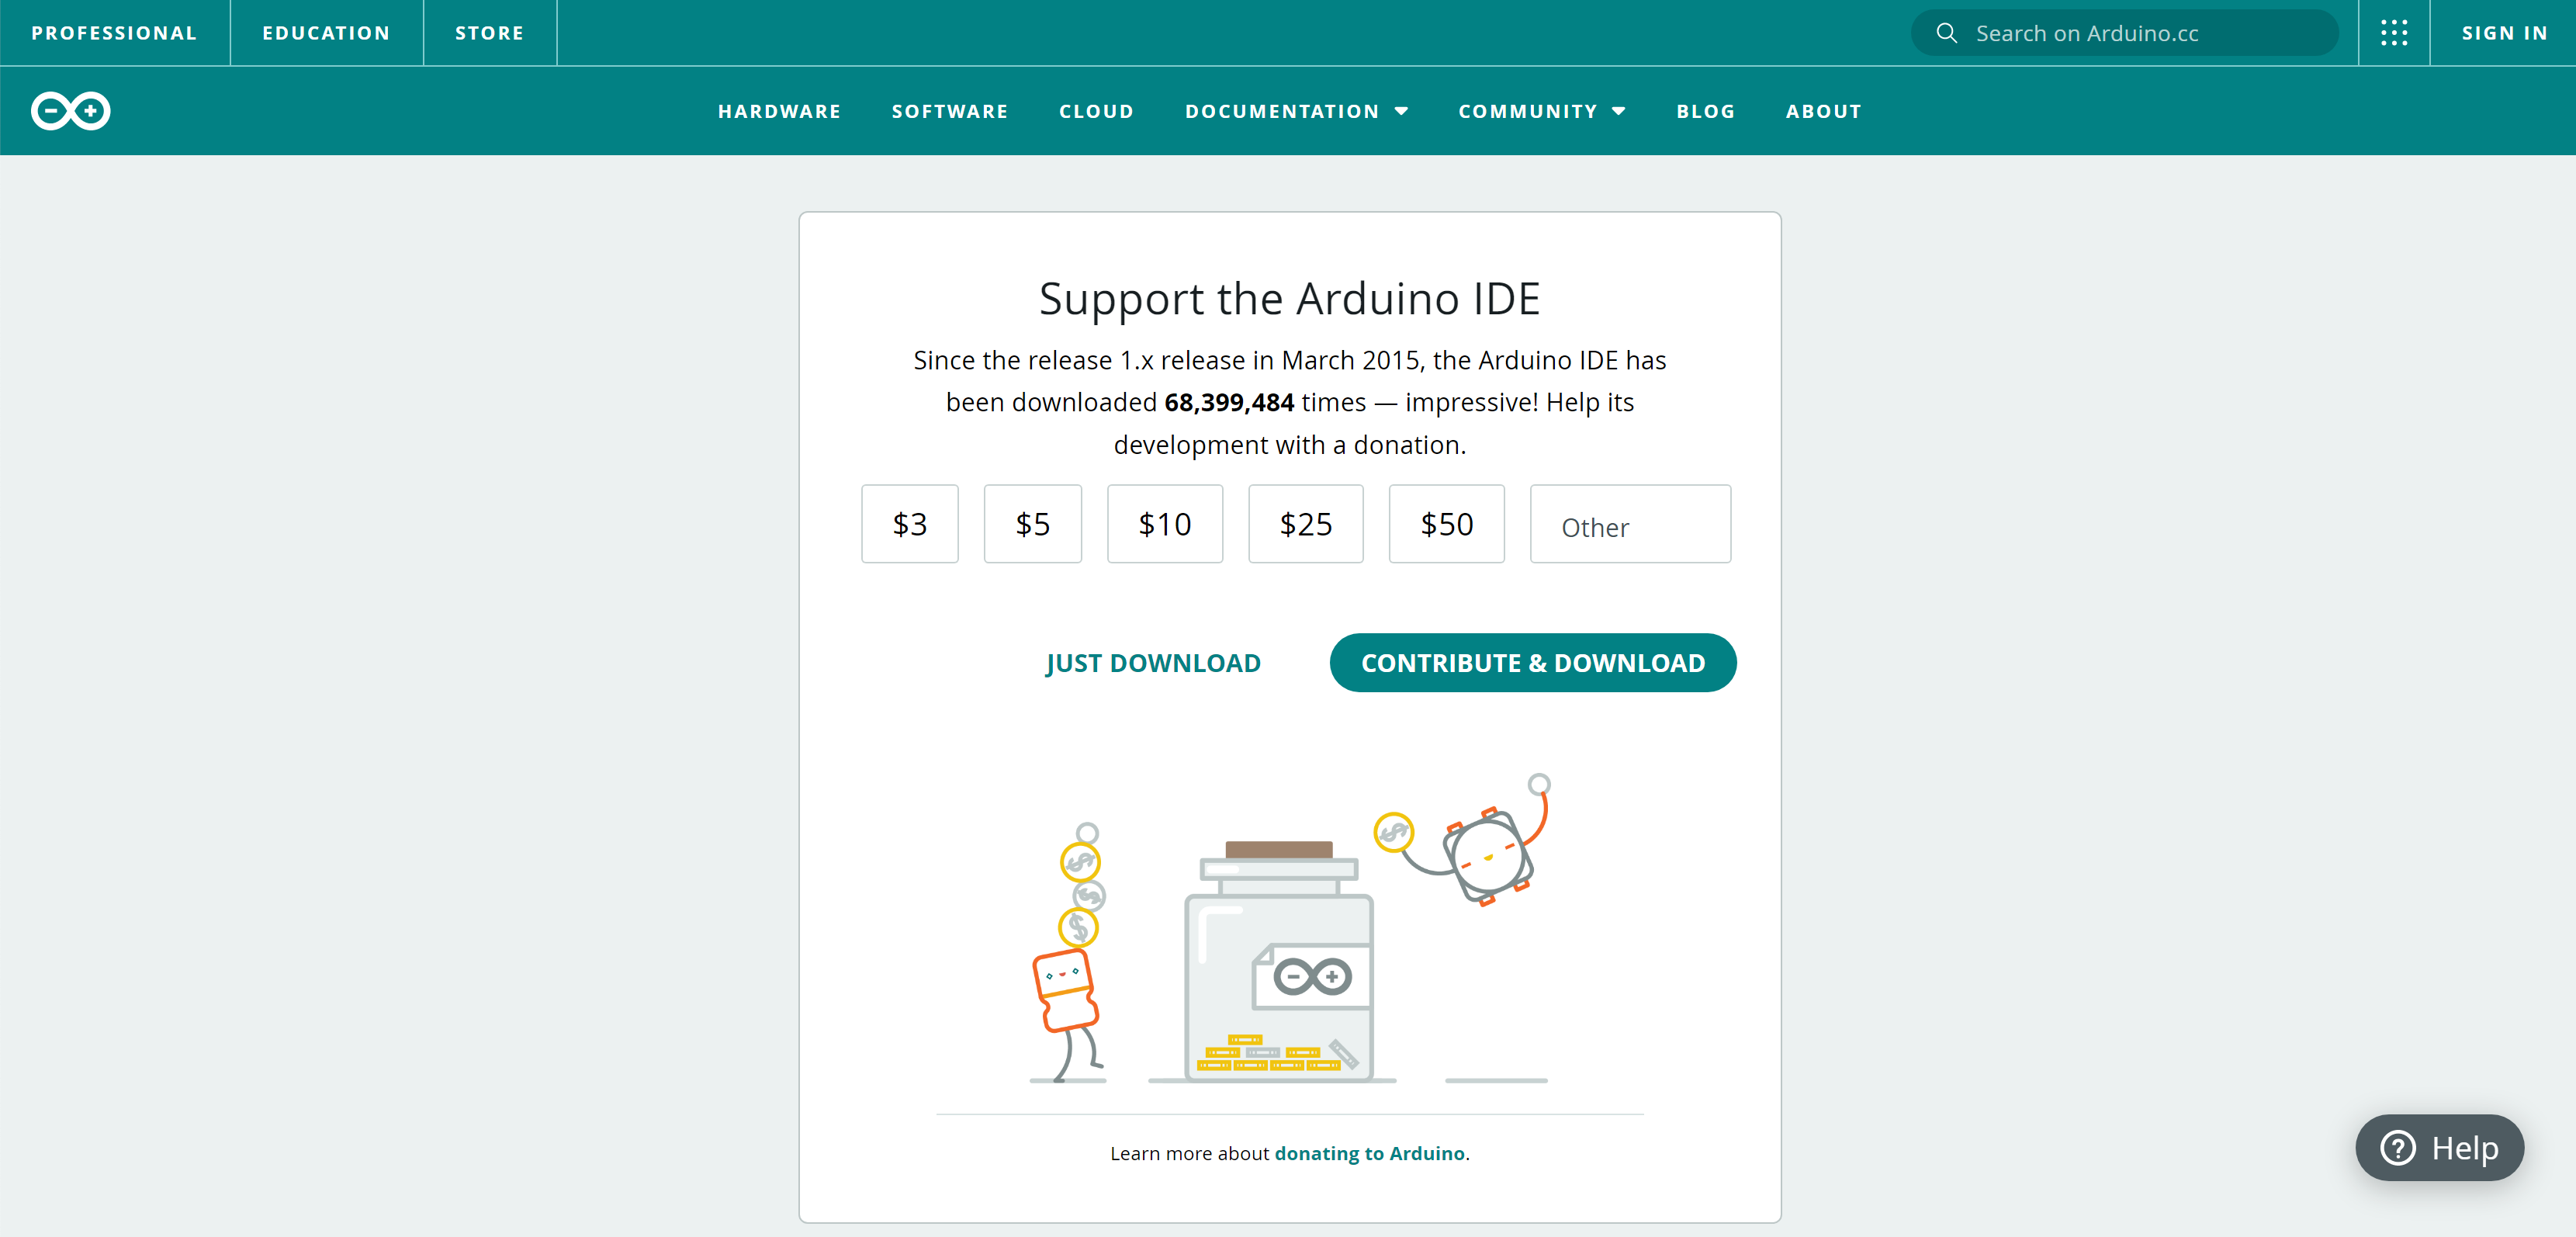 PROFESSIONAL EDUCATION STORE Search on Arduino.cc SIGN IN
HARDWARE SOFTWARE CLOUD DOCUMENTATION COMMUNITY BLOG ABOUT
Support the Arduino IDE
Since the release 1.x release in March 2015, the Arduino IDE has
been downloaded 68,399,484 times — impressive! Help its
development with a donation.
$3 $5 $10 $25 $50 Other
JUST DOWNLOAD CONTRIBUTE & DOWNLOAD
Learn more about donating to Arduino.
Help